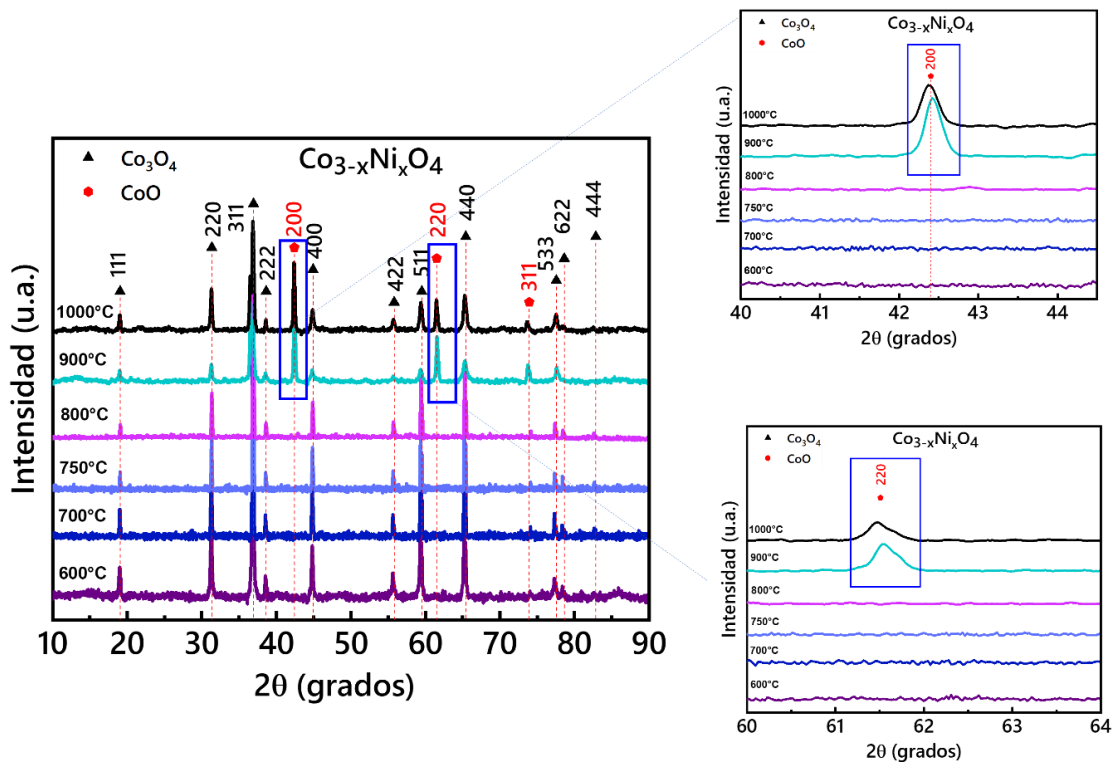 Co₃O₄
CoO
Co₃₋ₓNiₓO₄
111
220
311
222
200
400
422
511
220
440
311
533
622
444
1000°C
900°C
800°C
750°C
700°C
600°C
Intensidad (u.a.)
10 20 30 40 50 60 70 80 90
2θ (grados)
Co₃O₄
CoO
Co₃₋ₓNiₓO₄
200
1000°C
900°C
800°C
750°C
700°C
600°C
Intensidad (u.a.)
40 41 42 43 44
2θ (grados)
Co₃O₄
CoO
Co₃₋ₓNiₓO₄
220
1000°C
900°C
800°C
750°C
700°C
600°C
Intensidad (u.a.)
60 61 62 63 64
2θ (grados)